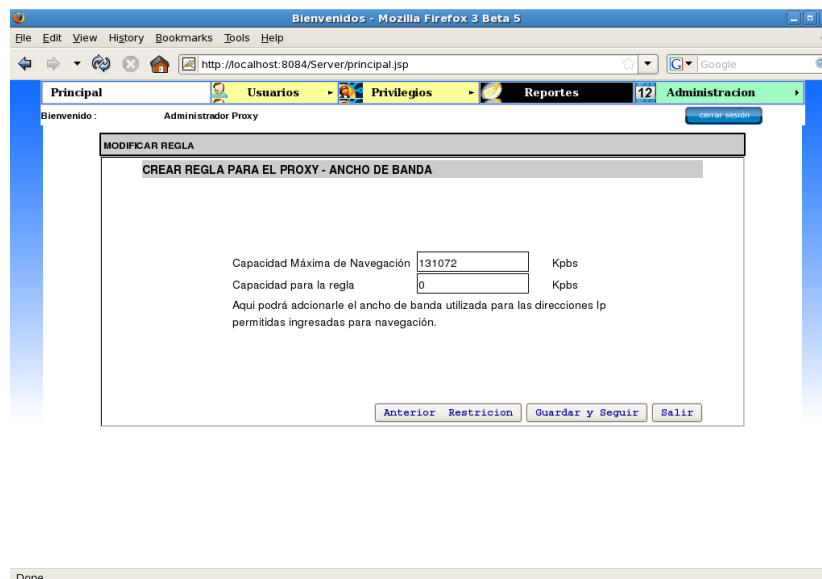 Bienvenidos - Mozilla Firefox 3 Beta 5
File Edit View History Bookmarks Tools Help
http://localhost:8084/Server/principal.jsp
Google
Principal Usuarios Privilegios Reportes 12 Administracion
Bienvenido : Administrador Proxy cerrar sesión
MODIFICAR REGLA
CREAR REGLA PARA EL PROXY - ANCHO DE BANDA
Capacidad Máxima de Navegación 131072 Kpbs
Capacidad para la regla 0 Kpbs
Aqui podrá adcionarle el ancho de banda utilizada para las direcciones Ip
permitidas ingresadas para navegación.
Anterior Restricion Guardar y Seguir Salir
Done